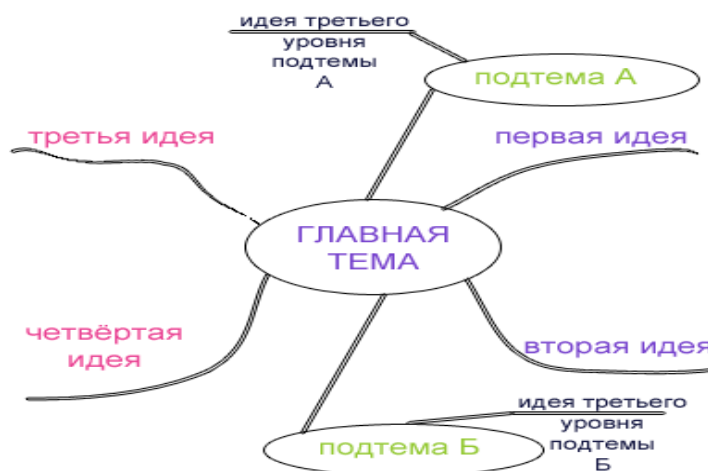 идея третьего
уровня
подтемы
А
подтема А
третья идея
первая идея
ГЛАВНАЯ
ТЕМА
четвёртая
идея
вторая идея
идея третьего
уровня
подтемы
Б
подтема Б